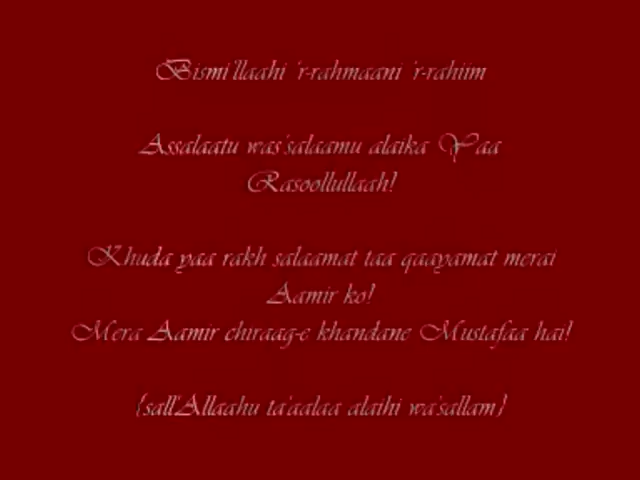 Bismi'llaahi 'r-rahmaani 'r-rahiim
Assalaatu was'salaamu alaika Yaa
Rasoollullaah!
Khuda yaa rakh salaamat taa qaayamat merai
Aamir ko!
Mera Aamir chiraag-e khandane Mustafaa hai!
(sall'Allaahu ta'aalaa alaihi wa'sallam)